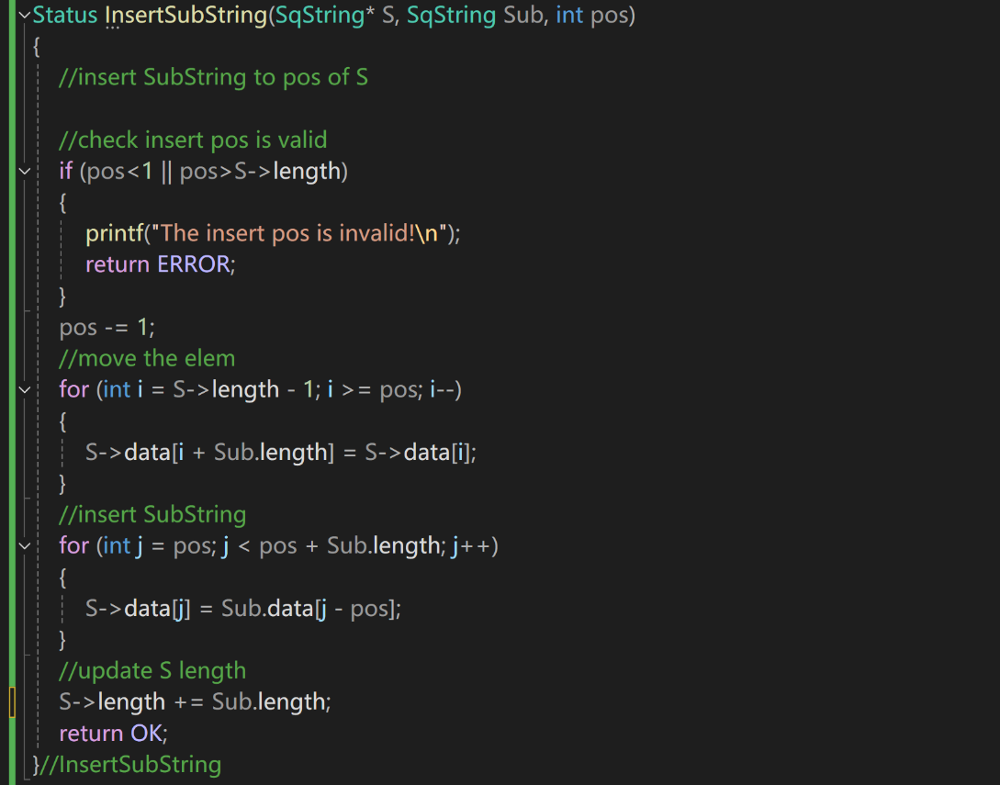 Status InsertSubString(SqString* S, SqString Sub, int pos)
{
//insert SubString to pos of S
//check insert pos is valid
if (pos<1 || pos>S->length)
{
printf("The insert pos is invalid!\n");
return ERROR;
}
pos -= 1;
//move the elem
for (int i = S->length - 1; i >= pos; i--)
{
S->data[i + Sub.length] = S->data[i];
}
//insert SubString
for (int j = pos; j < pos + Sub.length; j++)
{
S->data[j] = Sub.data[j - pos];
}
//update S length
S->length += Sub.length;
return OK;
}//InsertSubString